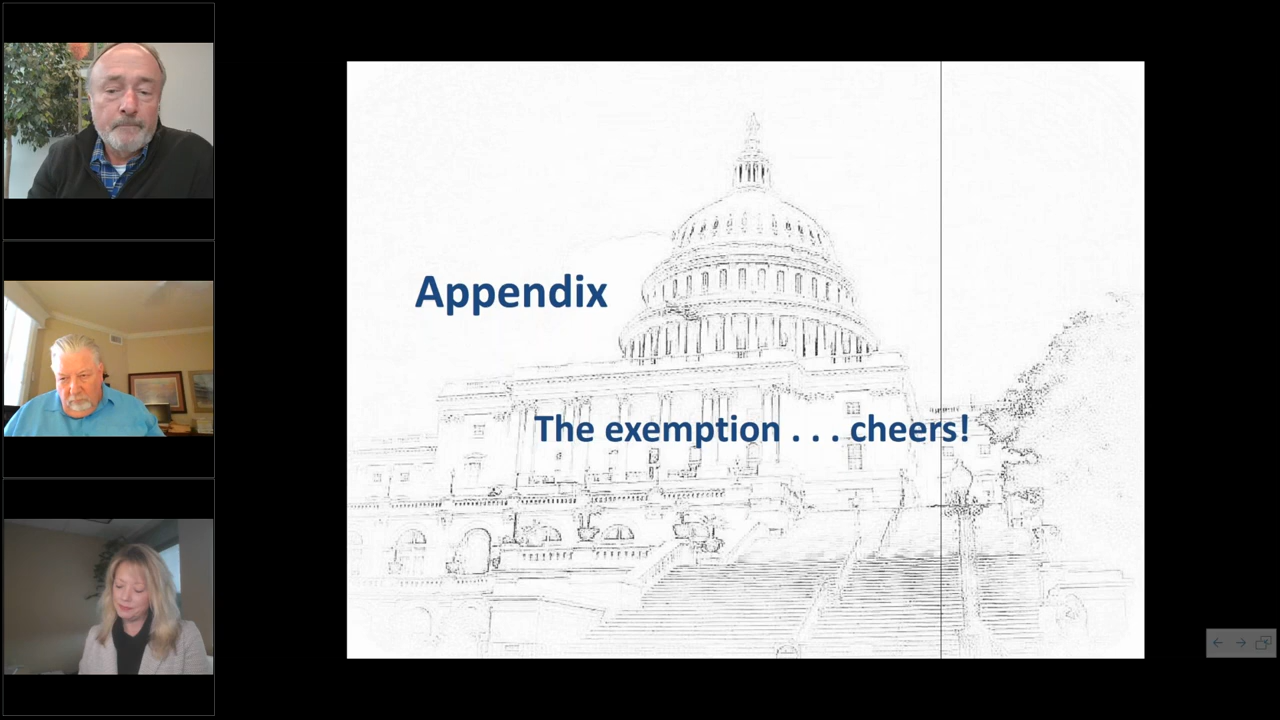 Appendix
The exemption . . . cheers!